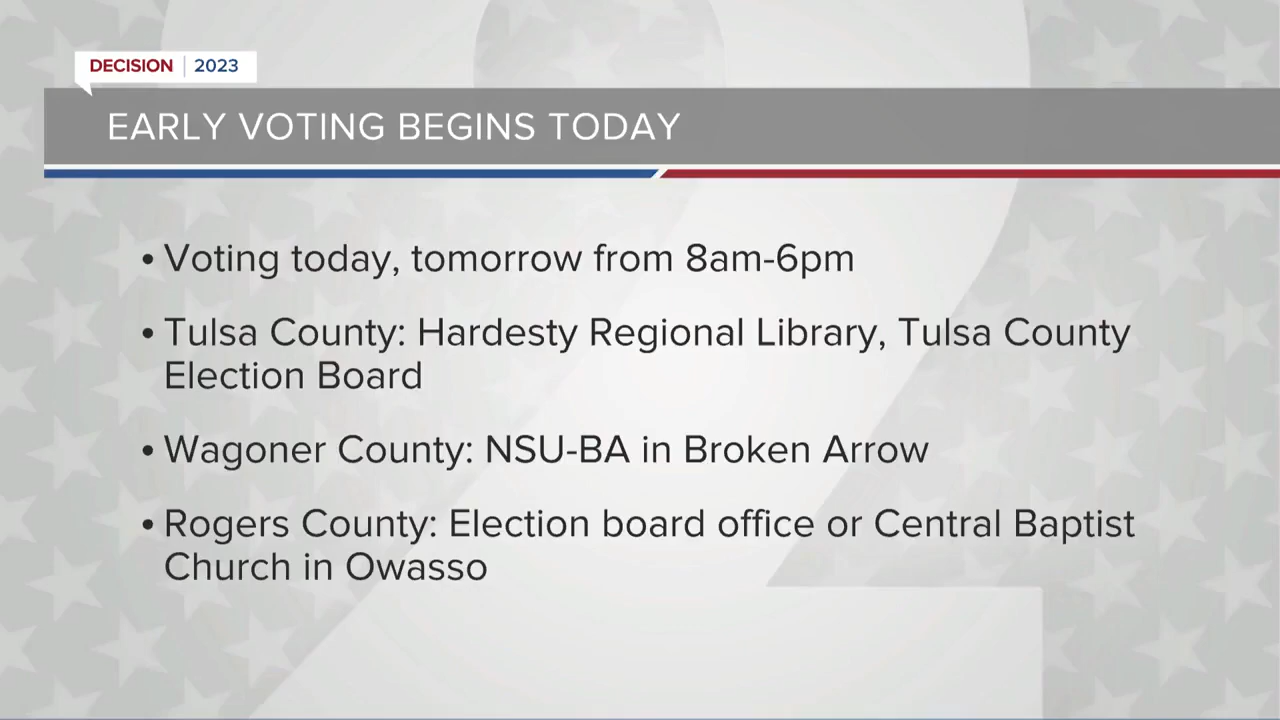 DECISION | 2023
EARLY VOTING BEGINS TODAY
• Voting today, tomorrow from 8am-6pm
• Tulsa County: Hardesty Regional Library, Tulsa County
Election Board
• Wagoner County: NSU-BA in Broken Arrow
• Rogers County: Election board office or Central Baptist
Church in Owasso